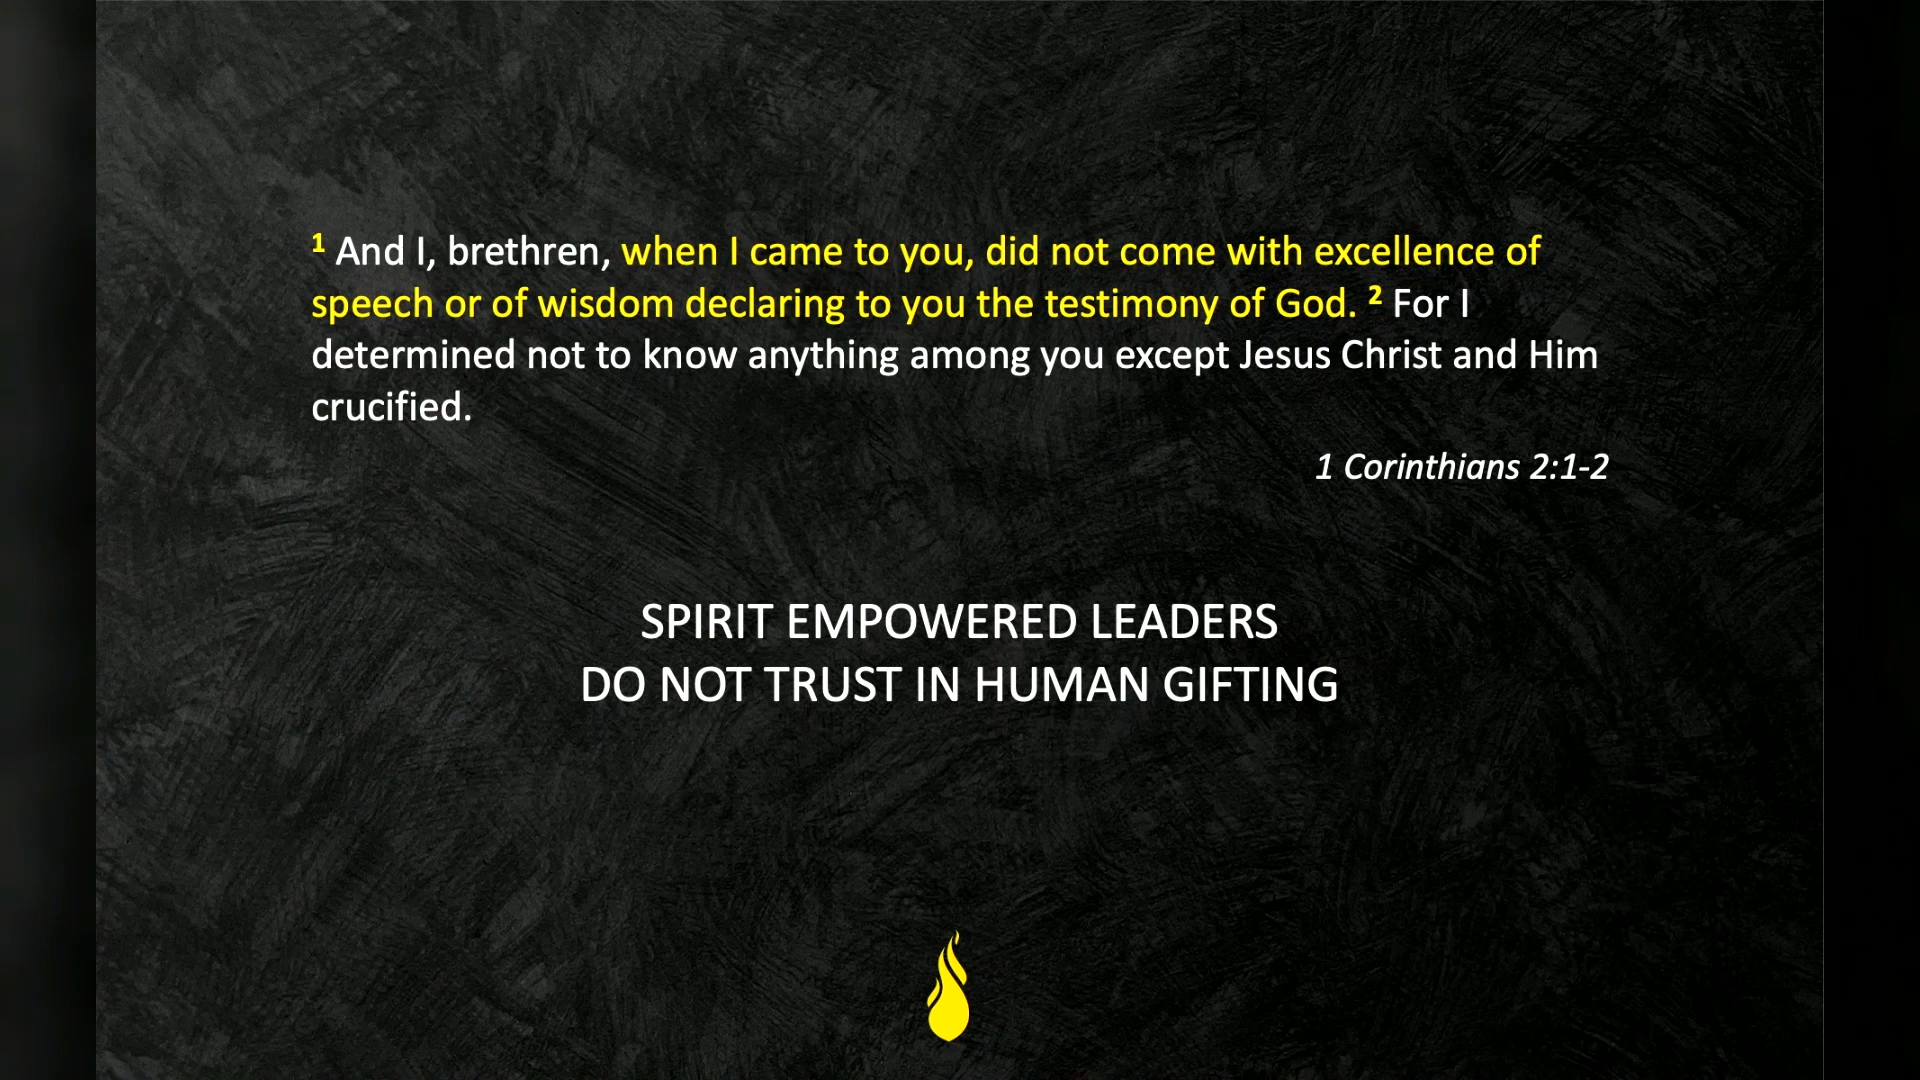 1 And I, brethren, when I came to you, did not come with excellence of
speech or of wisdom declaring to you the testimony of God. 2 For I
determined not to know anything among you except Jesus Christ and Him
crucified.
1 Corinthians 2:1-2
SPIRIT EMPOWERED LEADERS
DO NOT TRUST IN HUMAN GIFTING